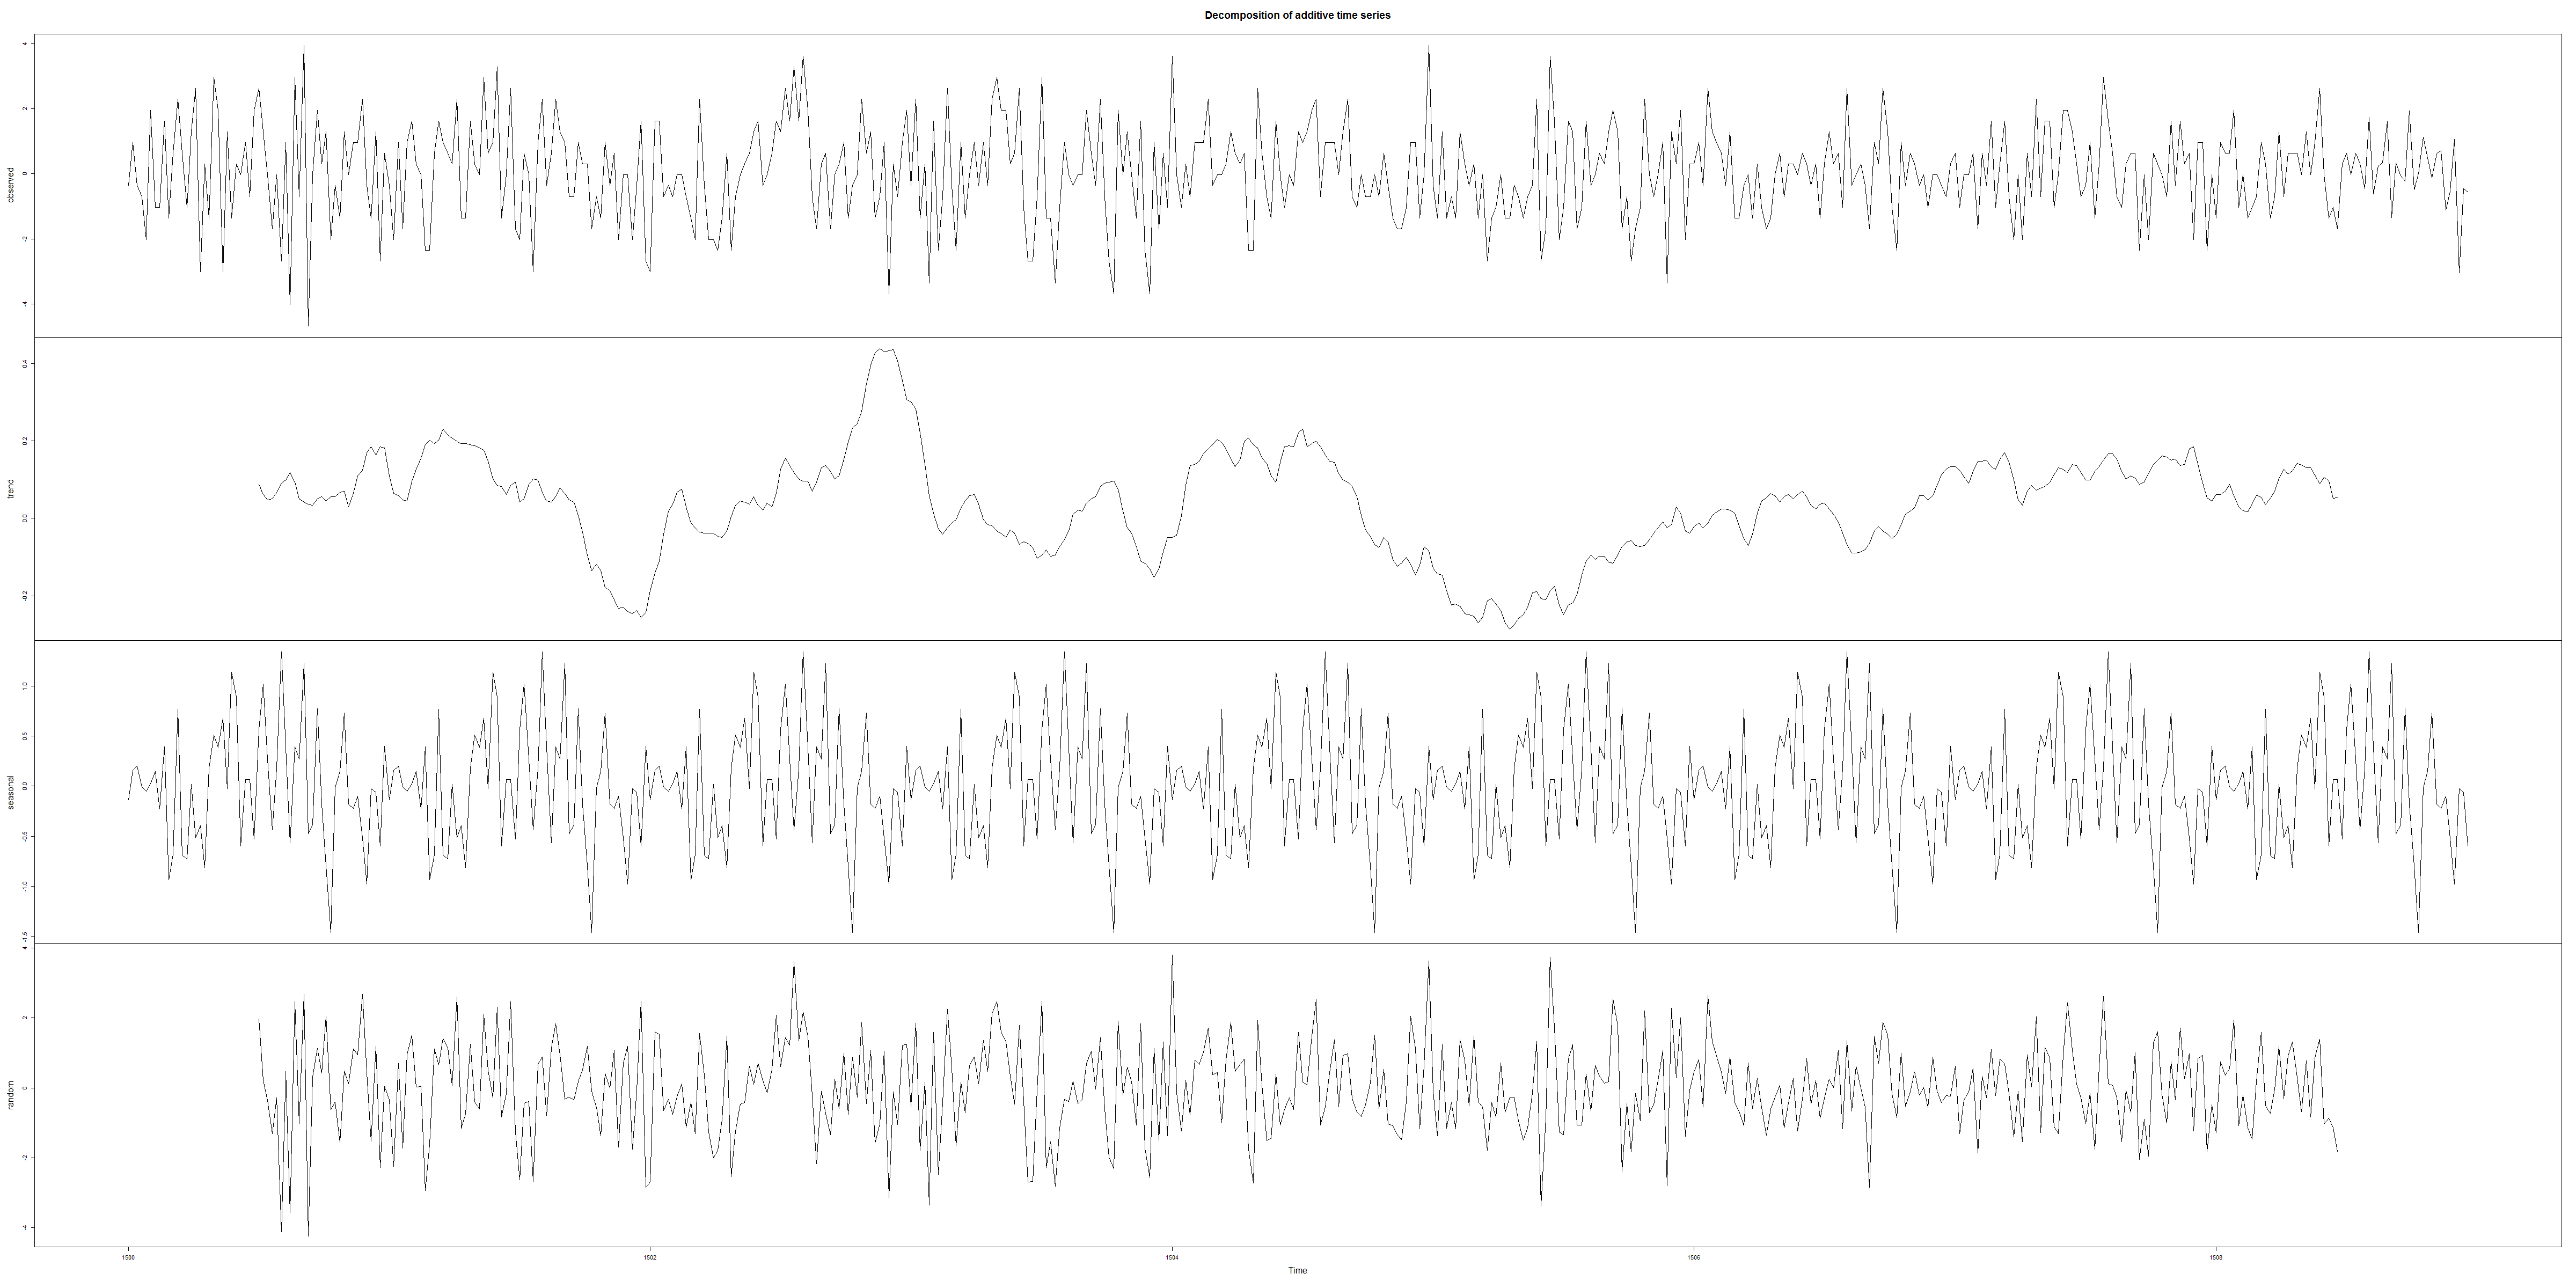 Decomposition of additive time series
observed
4
2
0
-2
-4
trend
0.4
0.2
0.0
-0.2
seasonal
1.0
0.5
0.0
-0.5
-1.0
-1.5
random
4
2
0
-2
-4
1500 1502 1504 1506 1508
Time